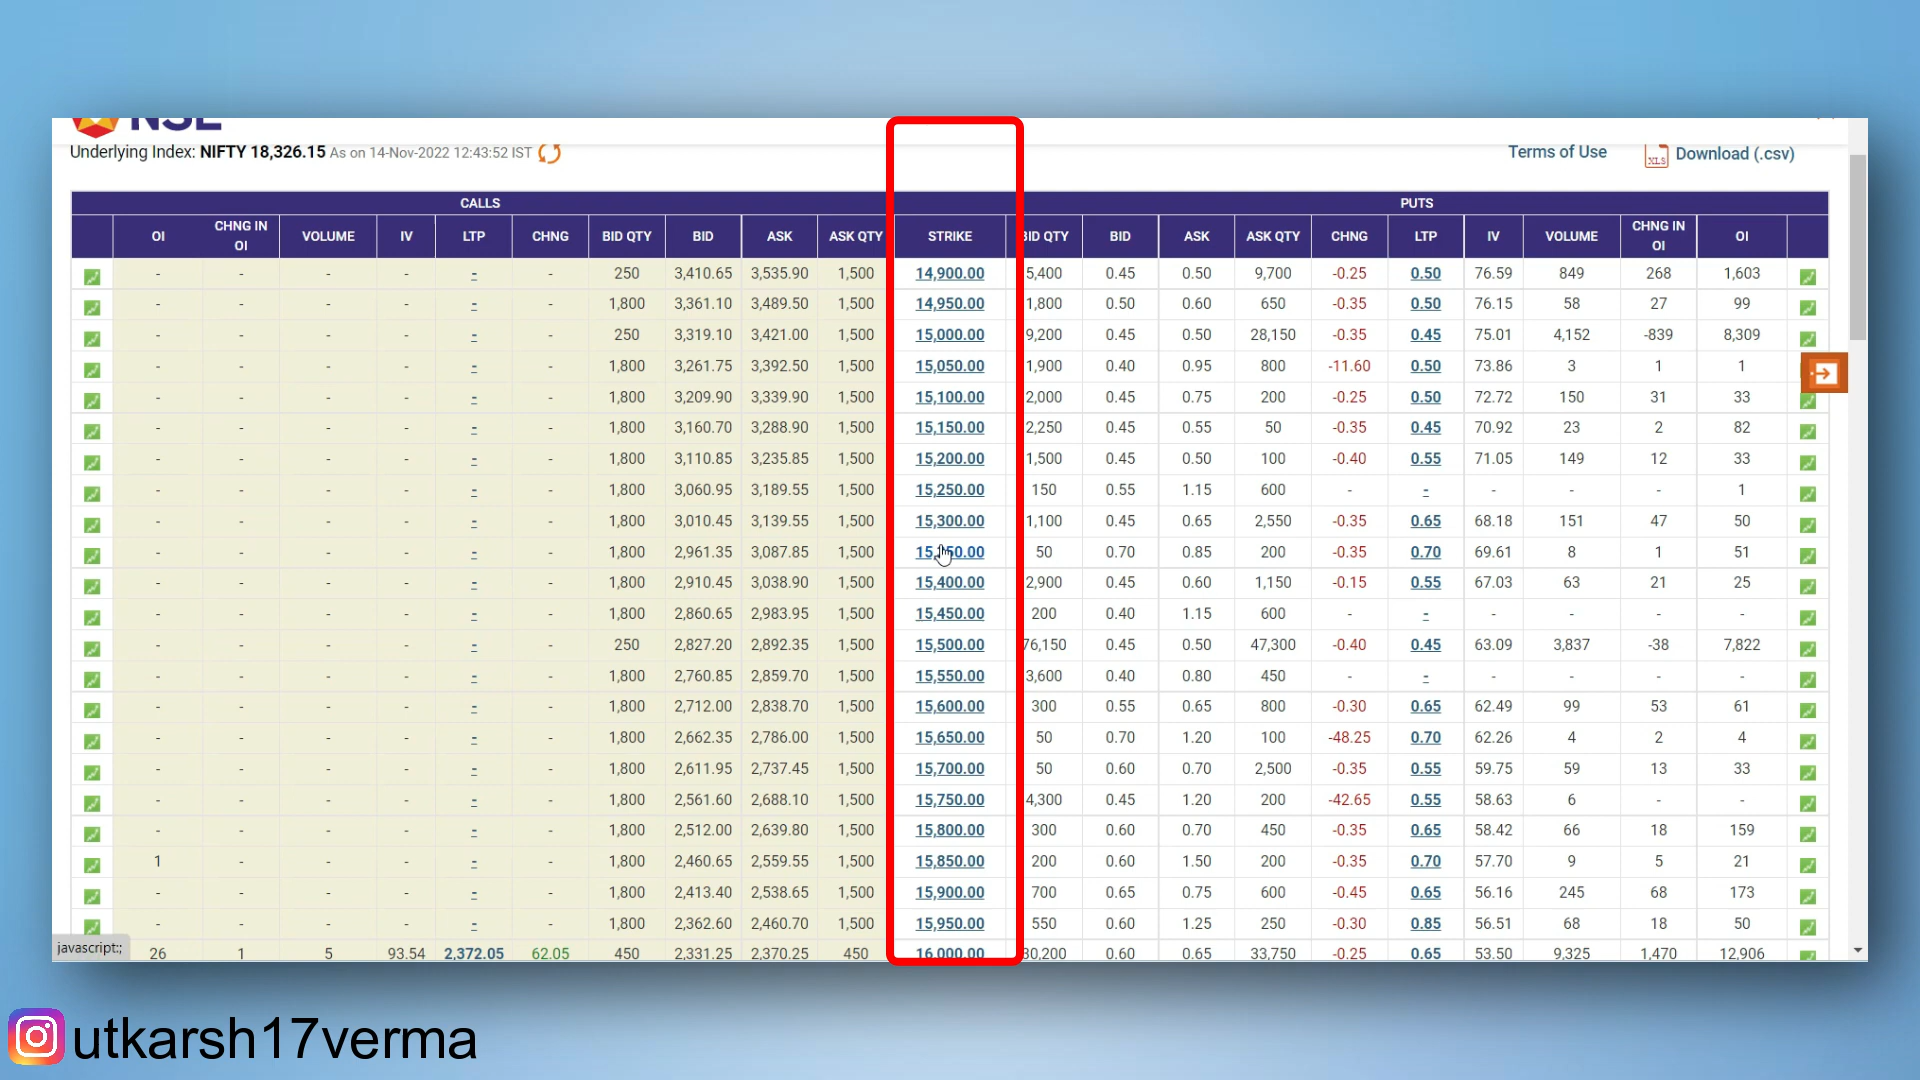 NSE
Underlying Index: NIFTY 18,326.15 As on 14-Nov-2022 12:43:52 IST
Terms of Use
XLS Download (.csv)
CALLS PUTS
OI CHNG IN OI VOLUME IV LTP CHNG BID QTY BID ASK ASK QTY STRIKE BID QTY BID ASK ASK QTY CHNG LTP IV VOLUME CHNG IN OI OI
- - - - - - 250 3,410.65 3,535.90 1,500 14,900.00 5,400 0.45 0.50 9,700 -0.25 0.50 76.59 849 268 1,603
- - - - - - 1,800 3,361.10 3,489.50 1,500 14,950.00 1,800 0.50 0.60 650 -0.35 0.50 76.15 58 27 99
- - - - - - 250 3,319.10 3,421.00 1,500 15,000.00 9,200 0.45 0.50 28,150 -0.35 0.45 75.01 4,152 -839 8,309
- - - - - - 1,800 3,261.75 3,392.50 1,500 15,050.00 1,900 0.40 0.95 800 -11.60 0.50 73.86 3 1 1
- - - - - - 1,800 3,209.90 3,339.90 1,500 15,100.00 2,000 0.45 0.75 200 -0.25 0.50 72.72 150 31 33
- - - - - - 1,800 3,160.70 3,288.90 1,500 15,150.00 2,250 0.45 0.55 50 -0.35 0.45 70.92 23 2 82
- - - - - - 1,800 3,110.85 3,235.85 1,500 15,200.00 1,500 0.45 0.50 100 -0.40 0.55 71.05 149 12 33
- - - - - - 1,800 3,060.95 3,189.55 1,500 15,250.00 150 0.55 1.15 600 - - - - - 1
- - - - - - 1,800 3,010.45 3,139.55 1,500 15,300.00 1,100 0.45 0.65 2,550 -0.35 0.65 68.18 151 47 50
- - - - - - 1,800 2,961.35 3,087.85 1,500 15,350.00 50 0.70 0.85 200 -0.35 0.70 69.61 8 1 51
- - - - - - 1,800 2,910.45 3,038.90 1,500 15,400.00 2,900 0.45 0.60 1,150 -0.15 0.55 67.03 63 21 25
- - - - - - 1,800 2,860.65 2,983.95 1,500 15,450.00 200 0.40 1.15 600 - - - - - -
- - - - - - 250 2,827.20 2,892.35 1,500 15,500.00 76,150 0.45 0.50 47,300 -0.40 0.45 63.09 3,837 -38 7,822
- - - - - - 1,800 2,760.85 2,859.70 1,500 15,550.00 3,600 0.40 0.80 450 - - - - - -
- - - - - - 1,800 2,712.00 2,838.70 1,500 15,600.00 300 0.55 0.65 800 -0.30 0.65 62.49 99 53 61
- - - - - - 1,800 2,662.35 2,786.00 1,500 15,650.00 50 0.70 1.20 100 -48.25 0.70 62.26 4 2 4
- - - - - - 1,800 2,611.95 2,737.45 1,500 15,700.00 50 0.60 0.70 2,500 -0.35 0.55 59.75 59 13 33
- - - - - - 1,800 2,561.60 2,688.10 1,500 15,750.00 4,300 0.45 1.20 200 -42.65 0.55 58.63 6 - -
- - - - - - 1,800 2,512.00 2,639.80 1,500 15,800.00 300 0.60 0.70 450 -0.35 0.65 58.42 66 18 159
1 - - - - - 1,800 2,460.65 2,559.55 1,500 15,850.00 200 0.60 1.50 200 -0.35 0.70 57.70 9 5 21
- - - - - - 1,800 2,413.40 2,538.65 1,500 15,900.00 700 0.65 0.75 600 -0.45 0.65 56.16 245 68 173
- - - - - - 1,800 2,362.60 2,460.70 1,500 15,950.00 550 0.60 1.25 250 -0.30 0.85 56.51 68 18 50
javascript:;
26 1 5 93.54 2,372.05 62.05 450 2,331.25 2,370.25 450 16,000.00 30,200 0.60 0.65 33,750 -0.25 0.65 53.50 9,325 1,470 12,906
utkarsh17verma